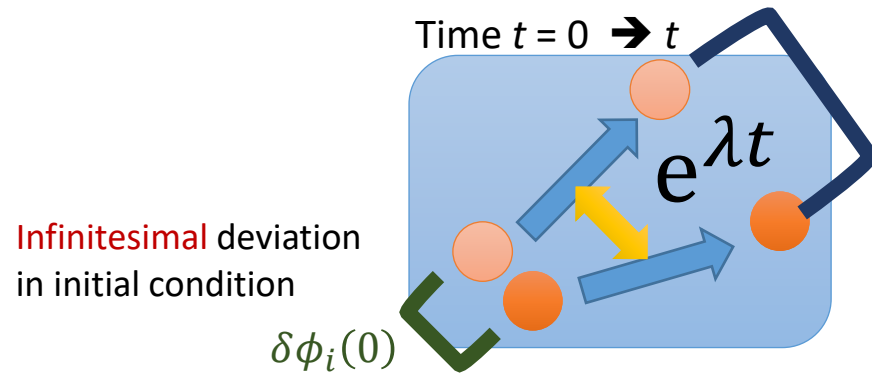 Time t = 0 ➔ t
e^{λt}
Infinitesimal deviation
in initial condition
δϕ_i(0)